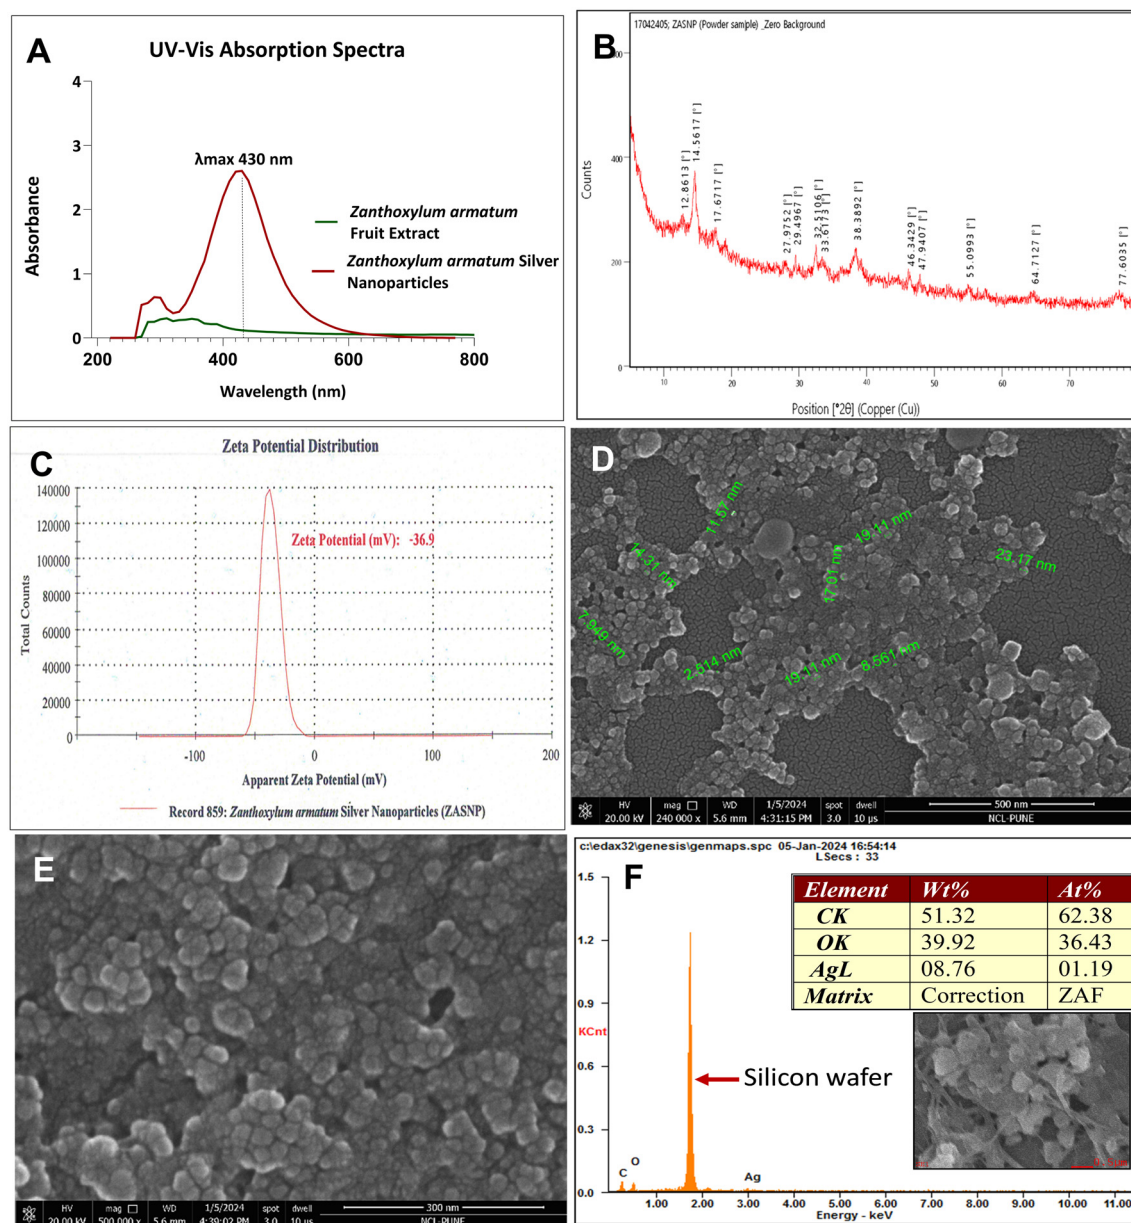 A
UV-Vis Absorption Spectra
4
3
2
1
0
Absorbance
λmax 430 nm
Zanthoxylum armatum
Fruit Extract
Zanthoxylum armatum Silver
Nanoparticles
200
400
600
800
Wavelength (nm)
B
17042405; ZASNP (Powder sample) _Zero Background
Counts
400
200
0
12.8613 [°]
14.5617 [°]
17.6717 [°]
27.9752 [°]
29.4967 [°]
32.5106 [°]
33.6173 [°]
38.3892 [°]
46.3429 [°]
47.9407 [°]
55.0993 [°]
64.7127 [°]
77.6035 [°]
10
20
30
40
50
60
70
Position [°2θ] (Copper (Cu))
C
Zeta Potential Distribution
140000
120000
100000
80000
60000
40000
20000
0
Total Counts
Zeta Potential (mV): -36.9
-100
0
100
200
Apparent Zeta Potential (mV)
Record 859: Zanthoxylum armatum Silver Nanoparticles (ZASNP)
D
11.57 nm
19.11 nm
14.31 nm
17.01 nm
23.17 nm
7.949 nm
2.514 nm
19.11 nm
8.561 nm
HV mag WD 1/5/2024 spot dwell 500 nm
20.00 kV 240 000 x 5.6 mm 4:31:15 PM 3.0 10 µs NCL-PUNE
E
HV mag WD 1/5/2024 spot dwell 300 nm
20.00 kV 500 000 x 5.6 mm 4:39:02 PM 3.0 10 µs NCL-PUNE
c:\edax32\genesis\genmaps.spc 05-Jan-2024 16:54:14
LSecs : 33
F
1.5
1.2
0.9
KCnt
0.6
0.3
0.0
Element Wt% At%
CK 51.32 62.38
OK 39.92 36.43
AgL 08.76 01.19
Matrix Correction ZAF
Silicon wafer
C
O
Ag
1.00 2.00 3.00 4.00 5.00 6.00 7.00 8.00 9.00 10.00 11.00
Energy - keV